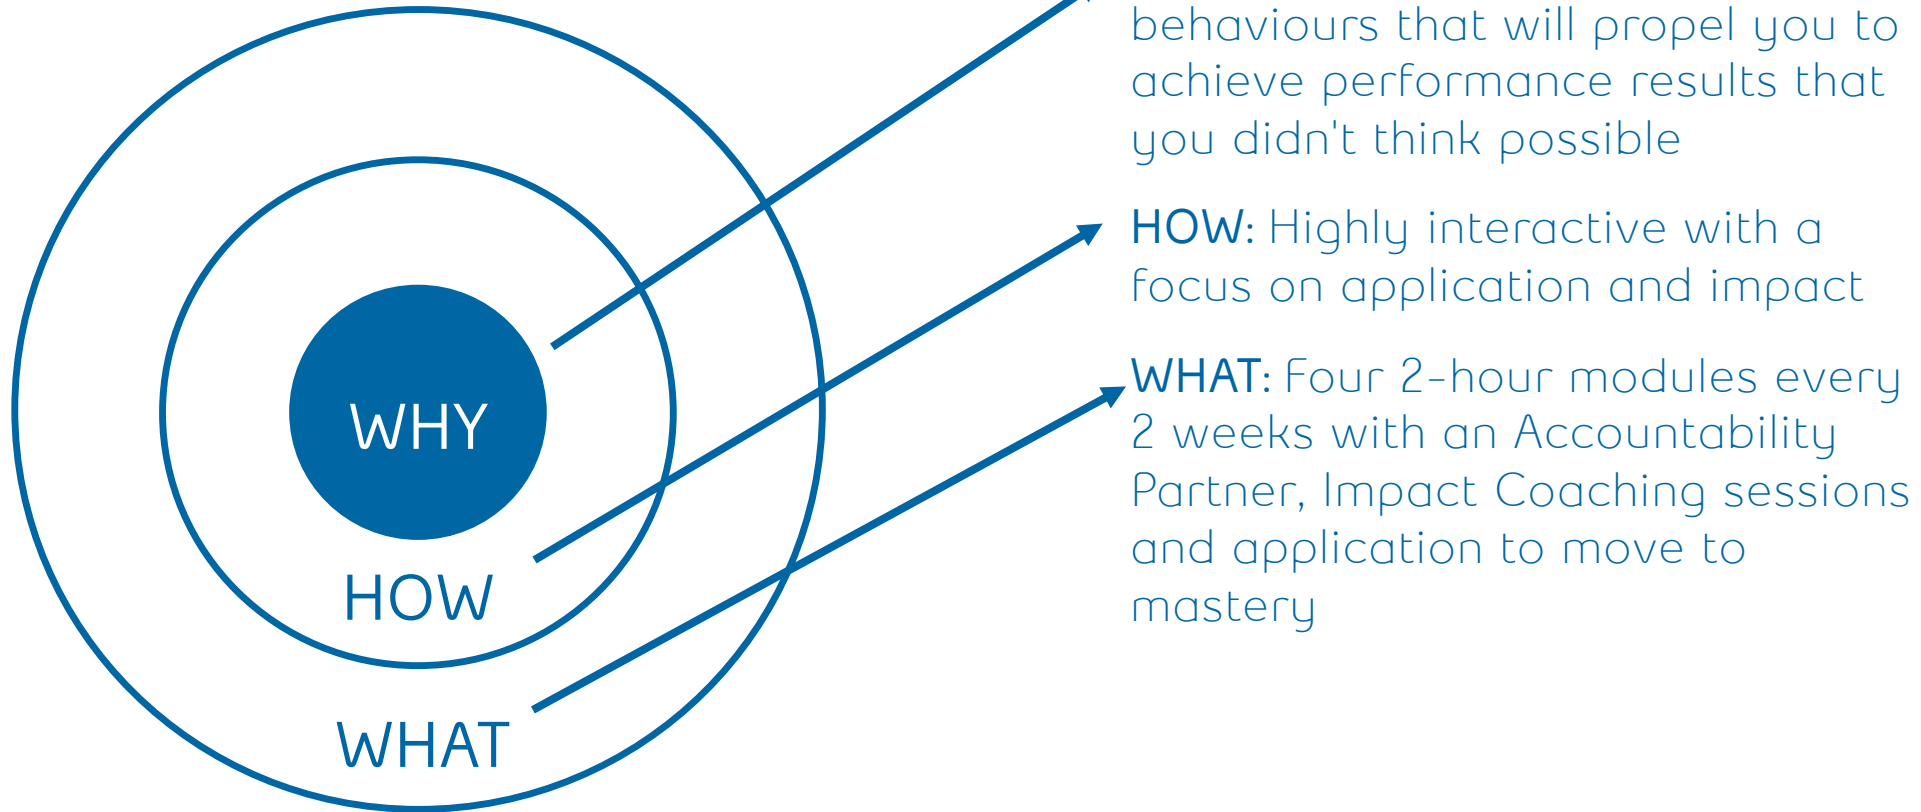 behaviours that will propel you to
achieve performance results that
you didn't think possible
HOW: Highly interactive with a
focus on application and impact
WHAT: Four 2-hour modules every
2 weeks with an Accountability
Partner, Impact Coaching sessions
and application to move to
mastery
WHY
HOW
WHAT